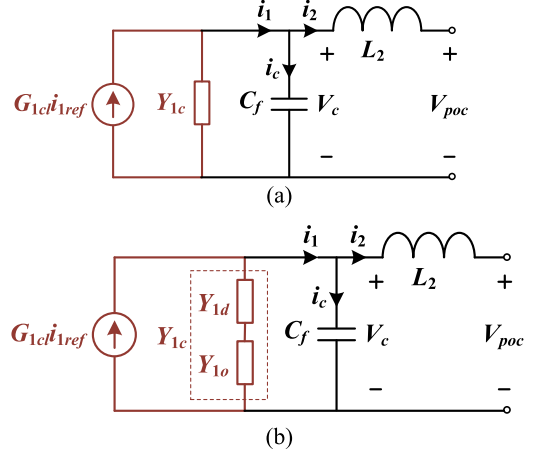 i1 i2
L2
+ +
G1cli1ref Y1c ic Cf Vc Vpoc
− −
(a)
i1 i2
L2
+ +
Y1d ic
G1cli1ref Y1c Cf Vc Vpoc
Y1o
− −
(b)